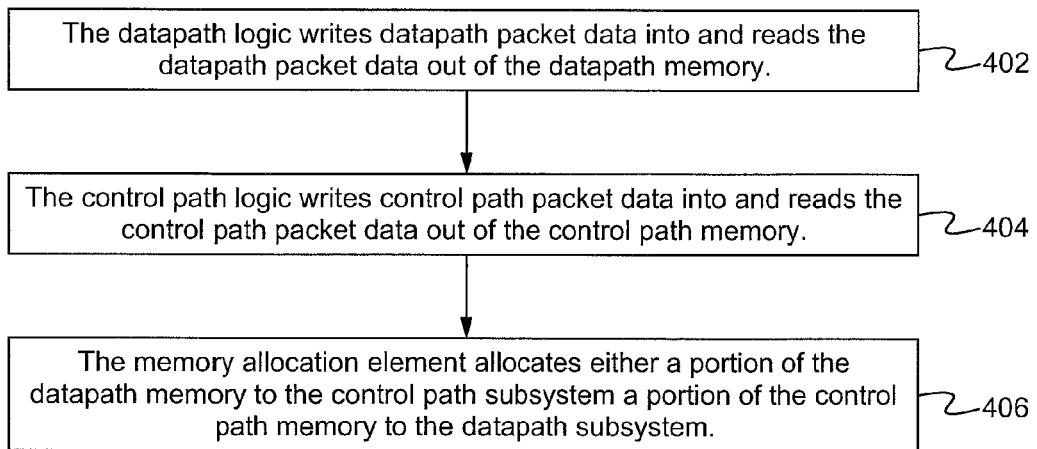 The datapath logic writes datapath packet data into and reads the
datapath packet data out of the datapath memory.
402
The control path logic writes control path packet data into and reads the
control path packet data out of the control path memory.
404
The memory allocation element allocates either a portion of the
datapath memory to the control path subsystem a portion of the control
path memory to the datapath subsystem.
406